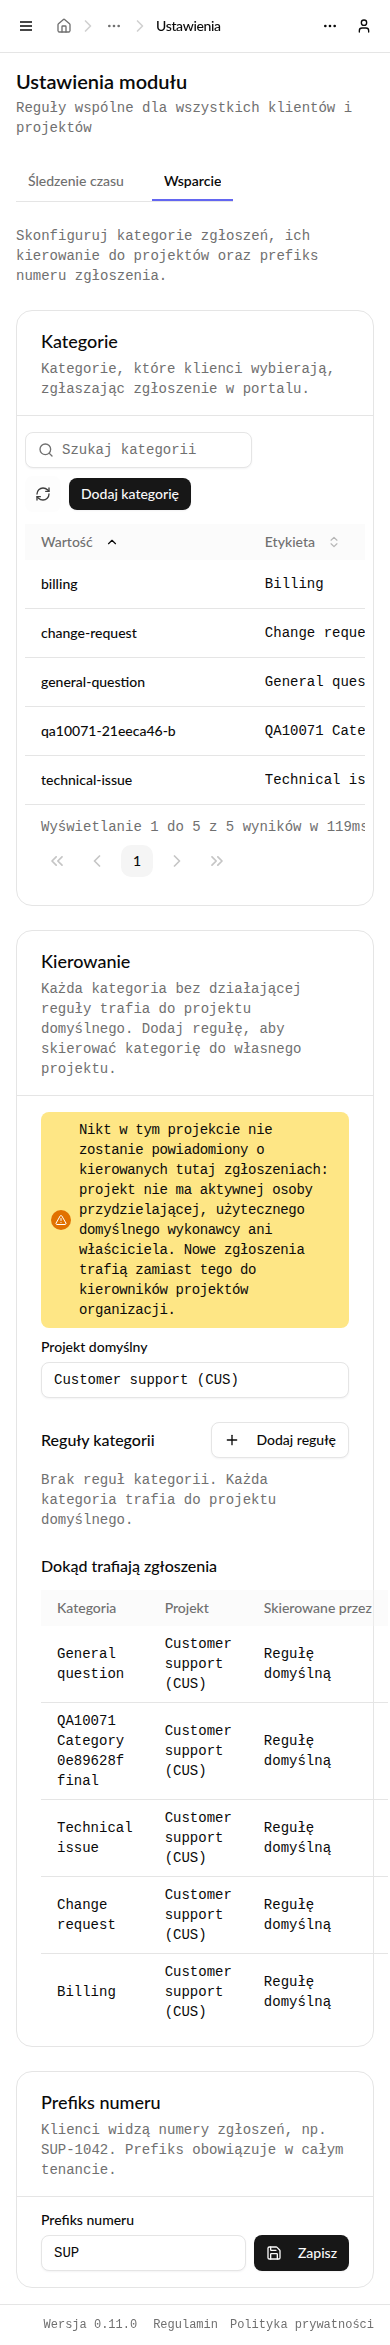 Ustawienia
Ustawienia modułu
Reguły wspólne dla wszystkich klientów i
projektów
Śledzenie czasu Wsparcie
Skonfiguruj kategorie zgłoszeń, ich
kierowanie do projektów oraz prefiks
numeru zgłoszenia.
Kategorie
Kategorie, które klienci wybierają,
zgłaszając zgłoszenie w portalu.
Szukaj kategorii
Dodaj kategorię
Wartość Etykieta
billing Billing
change-request Change reque
general-question General ques
qa10071-21eeca46-b QA10071 Cate
technical-issue Technical is
Wyświetlanie 1 do 5 z 5 wyników w 119ms
1
Kierowanie
Każda kategoria bez działającej
reguły trafia do projektu
domyślnego. Dodaj regułę, aby
skierować kategorię do własnego
projektu.
Nikt w tym projekcie nie
zostanie powiadomiony o
kierowanych tutaj zgłoszeniach:
projekt nie ma aktywnej osoby
przydzielającej, użytecznego
domyślnego wykonawcy ani
właściciela. Nowe zgłoszenia
trafią zamiast tego do
kierowników projektów
organizacji.
Projekt domyślny
Customer support (CUS)
Reguły kategorii
Dodaj regułę
Brak reguł kategorii. Każda
kategoria trafia do projektu
domyślnego.
Dokąd trafiają zgłoszenia
Kategoria Projekt Skierowane przez
General
question
Customer
support
(CUS)
Regułę
domyślną
QA10071
Category
0e89628f
final
Customer
support
(CUS)
Regułę
domyślną
Technical
issue
Customer
support
(CUS)
Regułę
domyślną
Change
request
Customer
support
(CUS)
Regułę
domyślną
Billing
Customer
support
(CUS)
Regułę
domyślną
Prefiks numeru
Klienci widzą numery zgłoszeń, np.
SUP-1042. Prefiks obowiązuje w całym
tenancie.
Prefiks numeru
SUP
Zapisz
Wersja 0.11.0 Regulamin Polityka prywatności